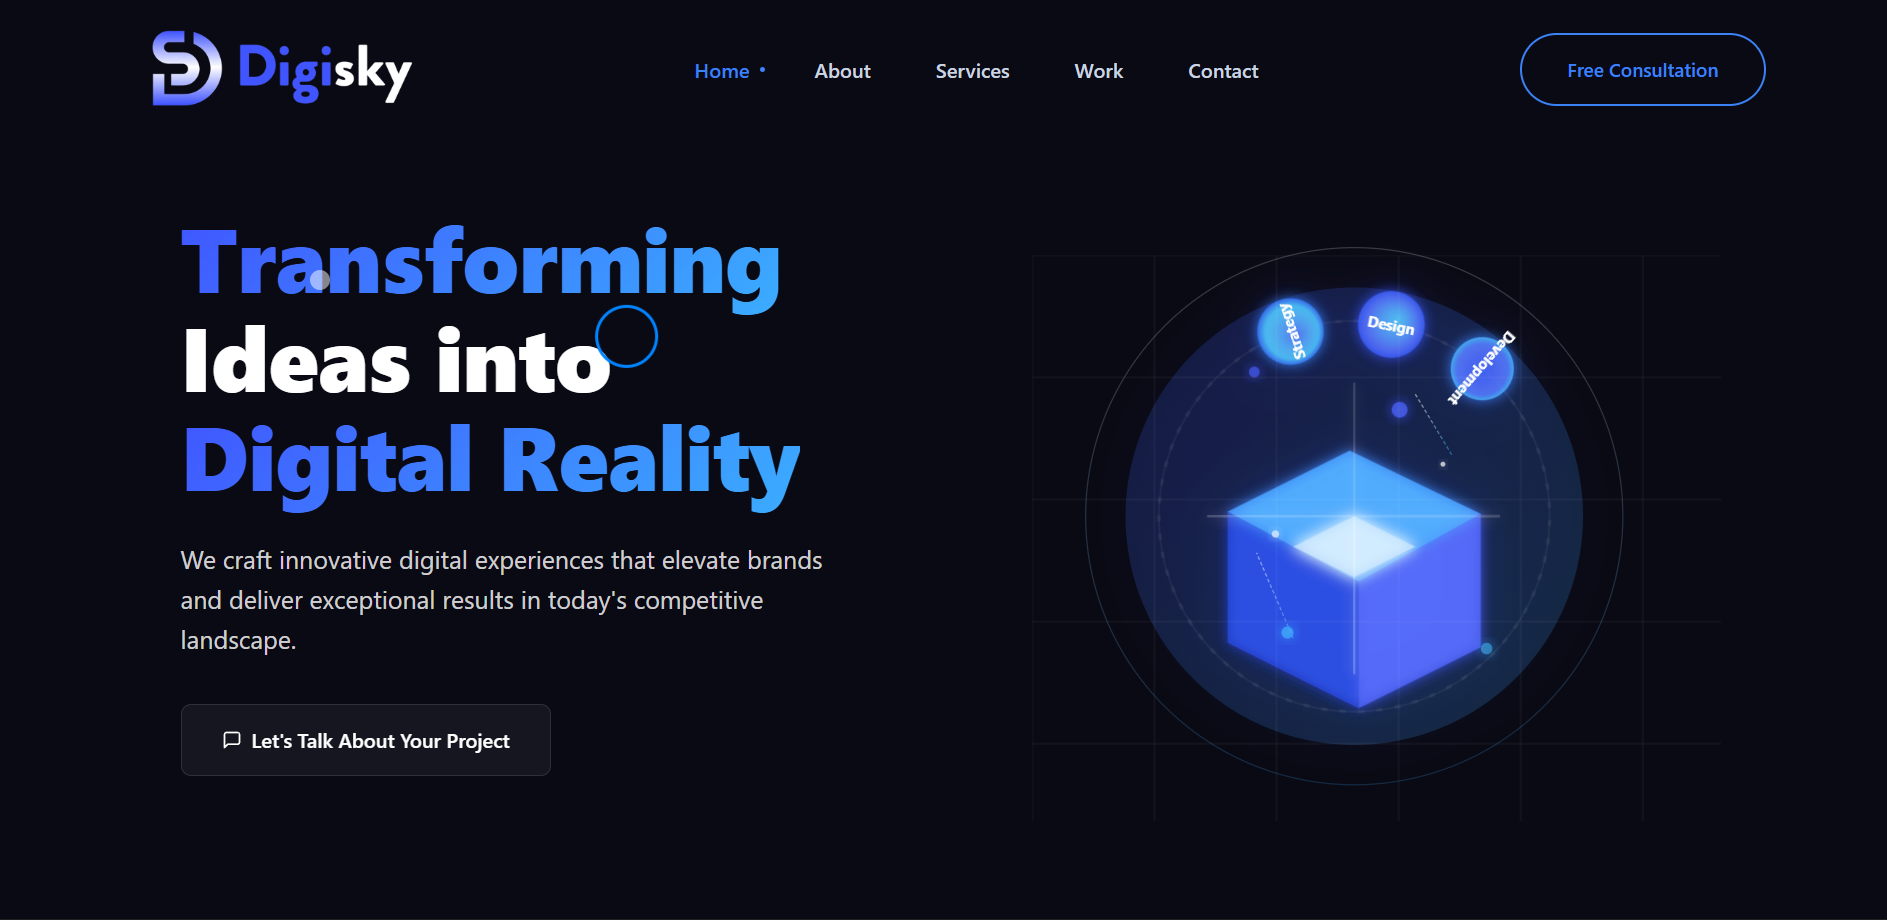 Digisky
Home
About
Services
Work
Contact
Free Consultation
Transforming
Ideas into
Digital Reality
We craft innovative digital experiences that elevate brands
and deliver exceptional results in today's competitive
landscape.
Let's Talk About Your Project
Strategy
Design
Development